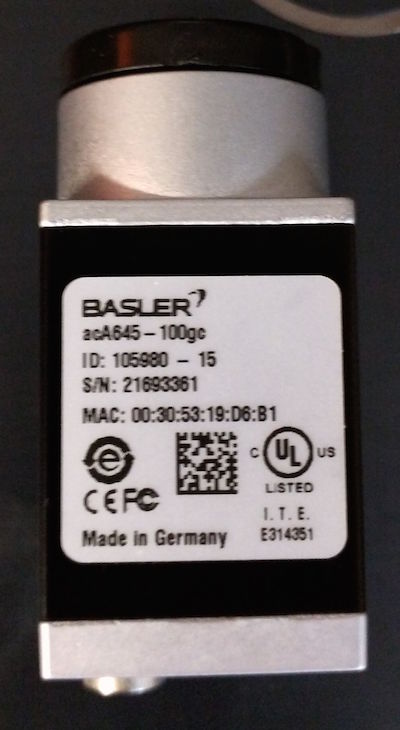 BASLER
acA645-100gc
ID: 105980 - 15
S/N: 21693361
MAC: 00:30:53:19:D6:B1
e
C UL US
LISTED
CE FC
I. T. E.
Made in Germany E314351